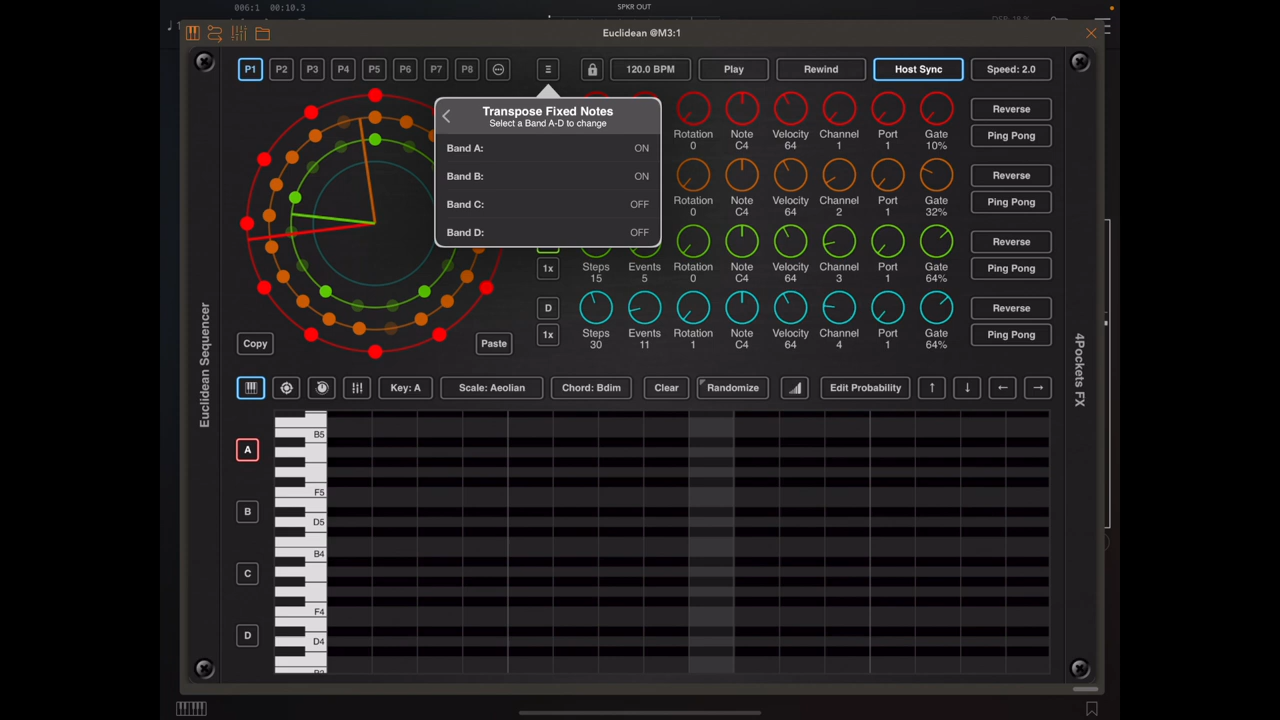 006:1 00:10.3
SPKR OUT
Euclidean @M3:1
P1 P2 P3 P4 P5 P6 P7 P8
120.0 BPM Play Rewind Host Sync Speed: 2.0
Transpose Fixed Notes
Select a Band A-D to change
Band A: ON
Band B: ON
Band C: OFF
Band D: OFF
Rotation Note Velocity Channel Port Gate
0 C4 64 1 1 10%
Reverse
Ping Pong
Rotation Note Velocity Channel Port Gate
0 C4 64 2 1 32%
Reverse
Ping Pong
1x
Steps Events Rotation Note Velocity Channel Port Gate
15 5 0 C4 64 3 1 64%
Reverse
Ping Pong
D
1x
Steps Events Rotation Note Velocity Channel Port Gate
30 11 1 C4 64 4 1 64%
Reverse
Ping Pong
Copy
Paste
Euclidean Sequencer
4Pockets FX
Key: A Scale: Aeolian Chord: Bdim Clear Randomize Edit Probability ↑ ↓ ← →
A
B
C
D
B5
F5
D5
B4
F4
D4